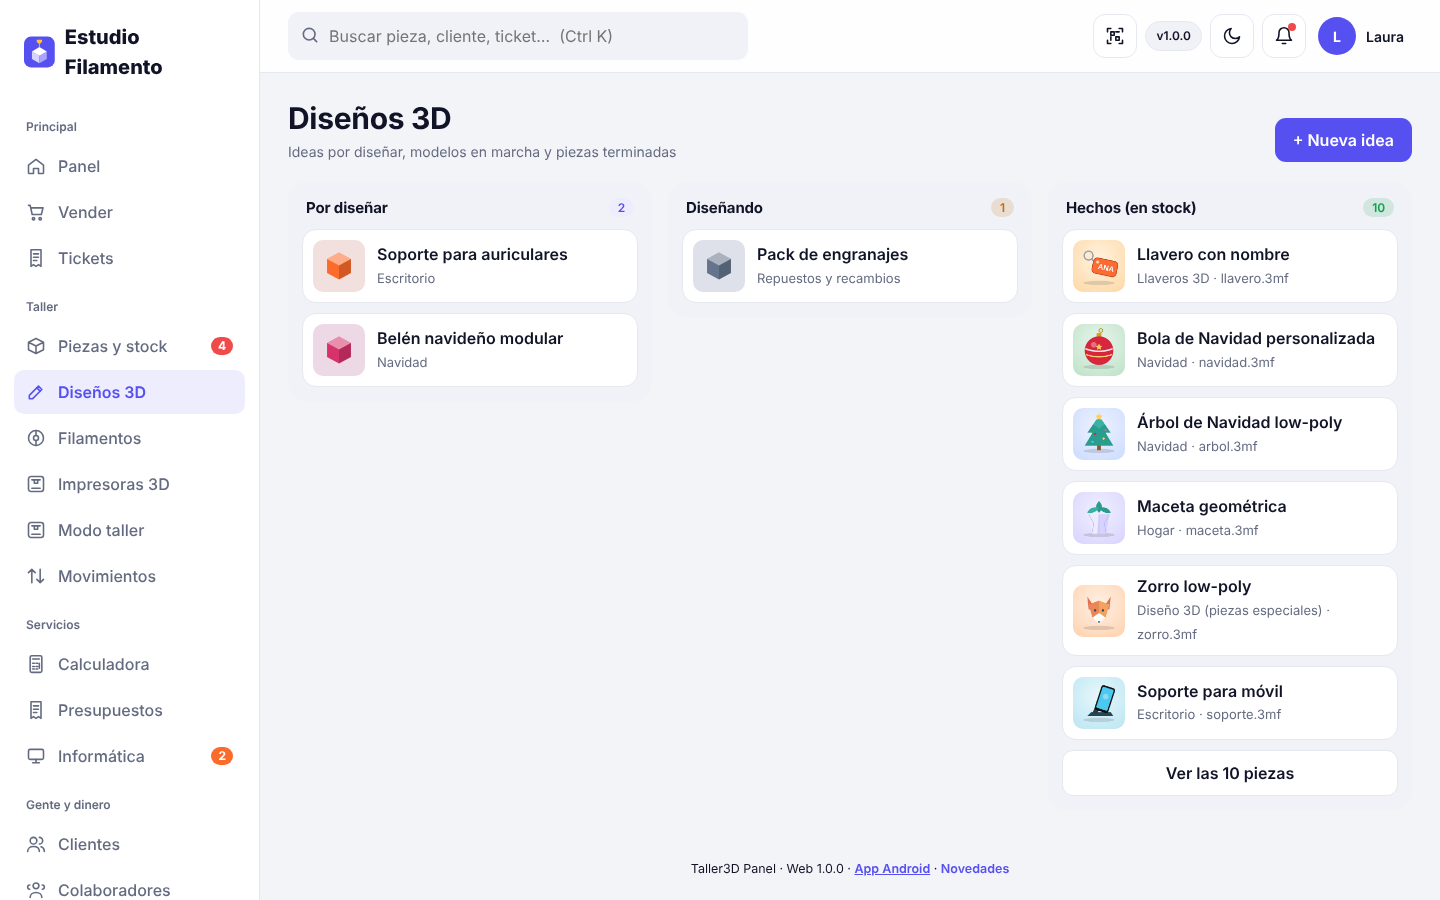 Estudio
Filamento
Buscar pieza, cliente, ticket... (Ctrl K)
v1.0.0
L
Laura
Principal
Panel
Vender
Tickets
Taller
Piezas y stock
4
Diseños 3D
Filamentos
Impresoras 3D
Modo taller
Movimientos
Servicios
Calculadora
Presupuestos
Informática
2
Gente y dinero
Clientes
Colaboradores
Diseños 3D
Ideas por diseñar, modelos en marcha y piezas terminadas
+ Nueva idea
Por diseñar
2
Soporte para auriculares
Escritorio
Belén navideño modular
Navidad
Diseñando
1
Pack de engranajes
Repuestos y recambios
Hechos (en stock)
10
ANA
Llavero con nombre
Llaveros 3D · llavero.3mf
Bola de Navidad personalizada
Navidad · navidad.3mf
Árbol de Navidad low-poly
Navidad · arbol.3mf
Maceta geométrica
Hogar · maceta.3mf
Zorro low-poly
Diseño 3D (piezas especiales) ·
zorro.3mf
Soporte para móvil
Escritorio · soporte.3mf
Ver las 10 piezas
Taller3D Panel · Web 1.0.0 · App Android · Novedades